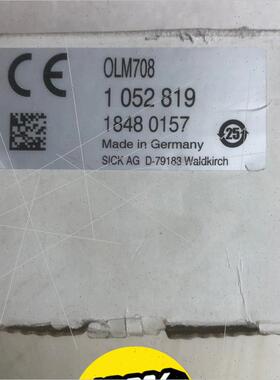 CE
OLM708
1 052 819
1848 0157
25
Made in Germany
SICK AG D-79183 Waldkirch